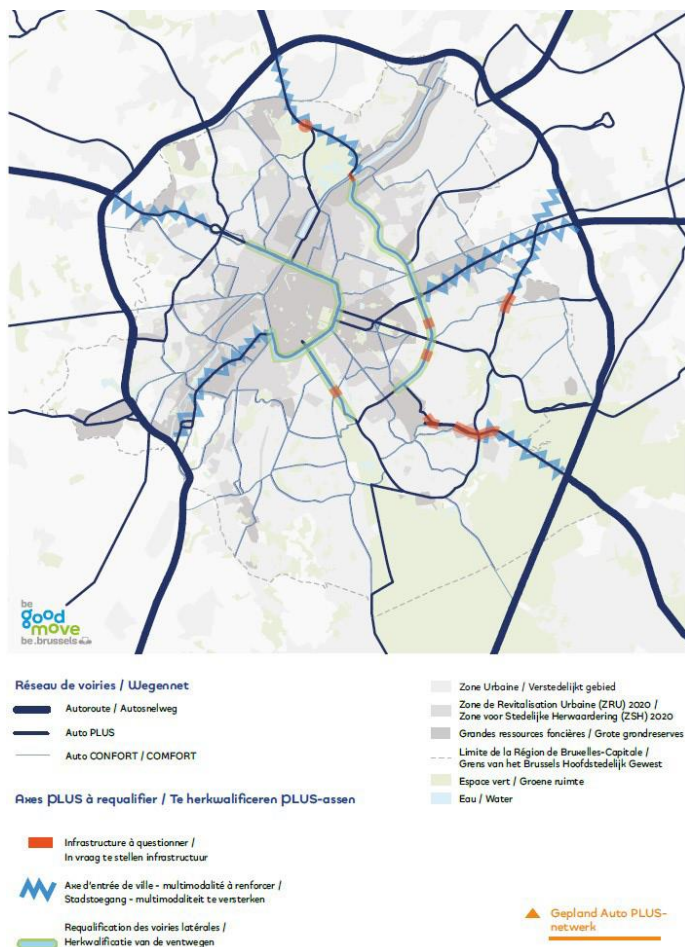 be
good
move
be.brussels
Réseau de voiries / Wegennet
Autoroute / Autosnelweg
Auto PLUS
Auto CONFORT / COMFORT
Axes PLUS à requalifier / Te herkwalificeren PLUS-assen
Infrastructure à questionner /
In vraag te stellen infrastructuur
Axe d'entrée de ville - multimodalité à renforcer /
Stadstoegang - multimodaliteit te versterken
Requalification des voiries latérales /
Herkwalificatie van de ventwegen
Zone Urbaine / Verstedelijkt gebied
Zone de Revitalisation Urbaine (ZRU) 2020 /
Zone voor Stedelijke Herwaardering (ZSH) 2020
Grandes ressources foncières / Grote grondreserves
Limite de la Région de Bruxelles-Capitale /
Grens van het Brussels Hoofdstedelijk Gewest
Espace vert / Groene ruimte
Eau / Water
Gepland Auto PLUS-
netwerk